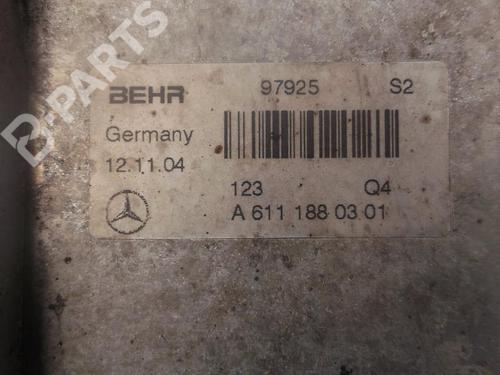 B-PARTS
BEHR 97925 S2
Germany
12.11.04
123 Q4
A 611 188 03 01